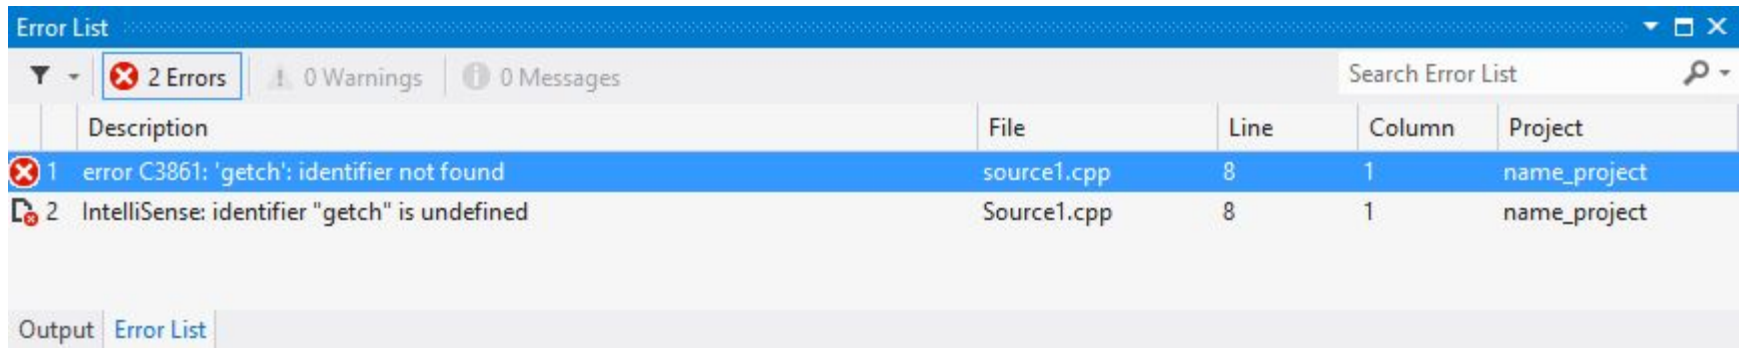 Error List
2 Errors 0 Warnings 0 Messages Search Error List
Description File Line Column Project
1 error C3861: 'getch': identifier not found source1.cpp 8 1 name_project
2 IntelliSense: identifier "getch" is undefined Source1.cpp 8 1 name_project
Output Error List